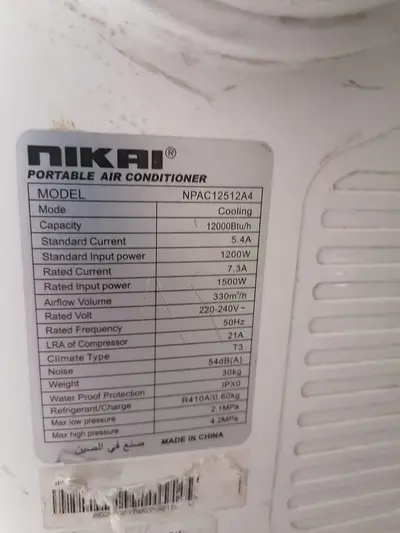 NIKAI®
PORTABLE AIR CONDITIONER
MODEL NPAC12512A4
Mode Cooling
Capacity 12000Btu/h
Standard Current 5.4A
Standard Input power 1200W
Rated Current 7.3A
Rated Input power 1500W
Airflow Volume 330m³/h
Rated Volt 220-240V~
Rated Frequency 50Hz
LRA of Compressor 21A
Climate Type T3
Noise 54dB(A)
Weight 30kg
Water Proof Protection IPX0
Refrigerant/Charge R410A/0.60kg
Max low pressure 2.1MPa
Max high pressure 4.2MPa
صنع في الصين MADE IN CHINA